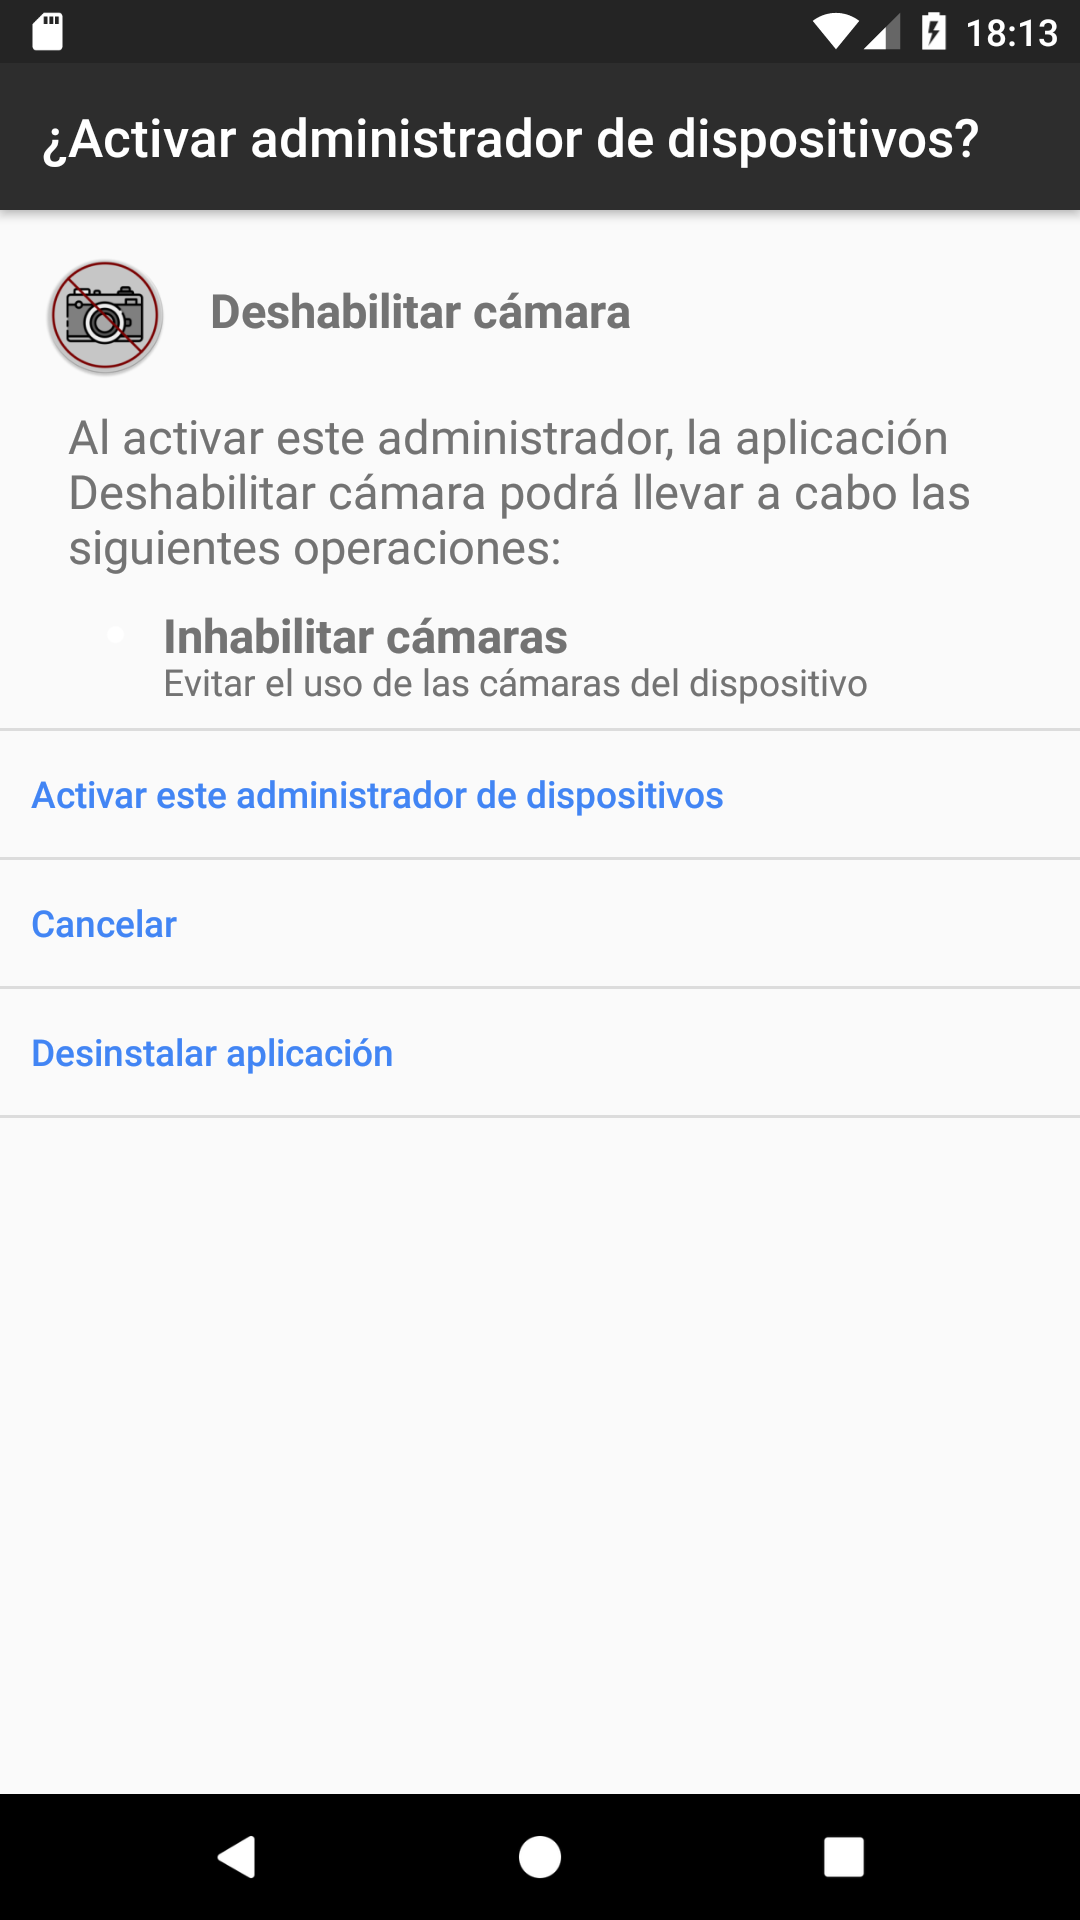 18:13
¿Activar administrador de dispositivos?
Deshabilitar cámara
Al activar este administrador, la aplicación
Deshabilitar cámara podrá llevar a cabo las
siguientes operaciones:
Inhabilitar cámaras
Evitar el uso de las cámaras del dispositivo
Activar este administrador de dispositivos
Cancelar
Desinstalar aplicación